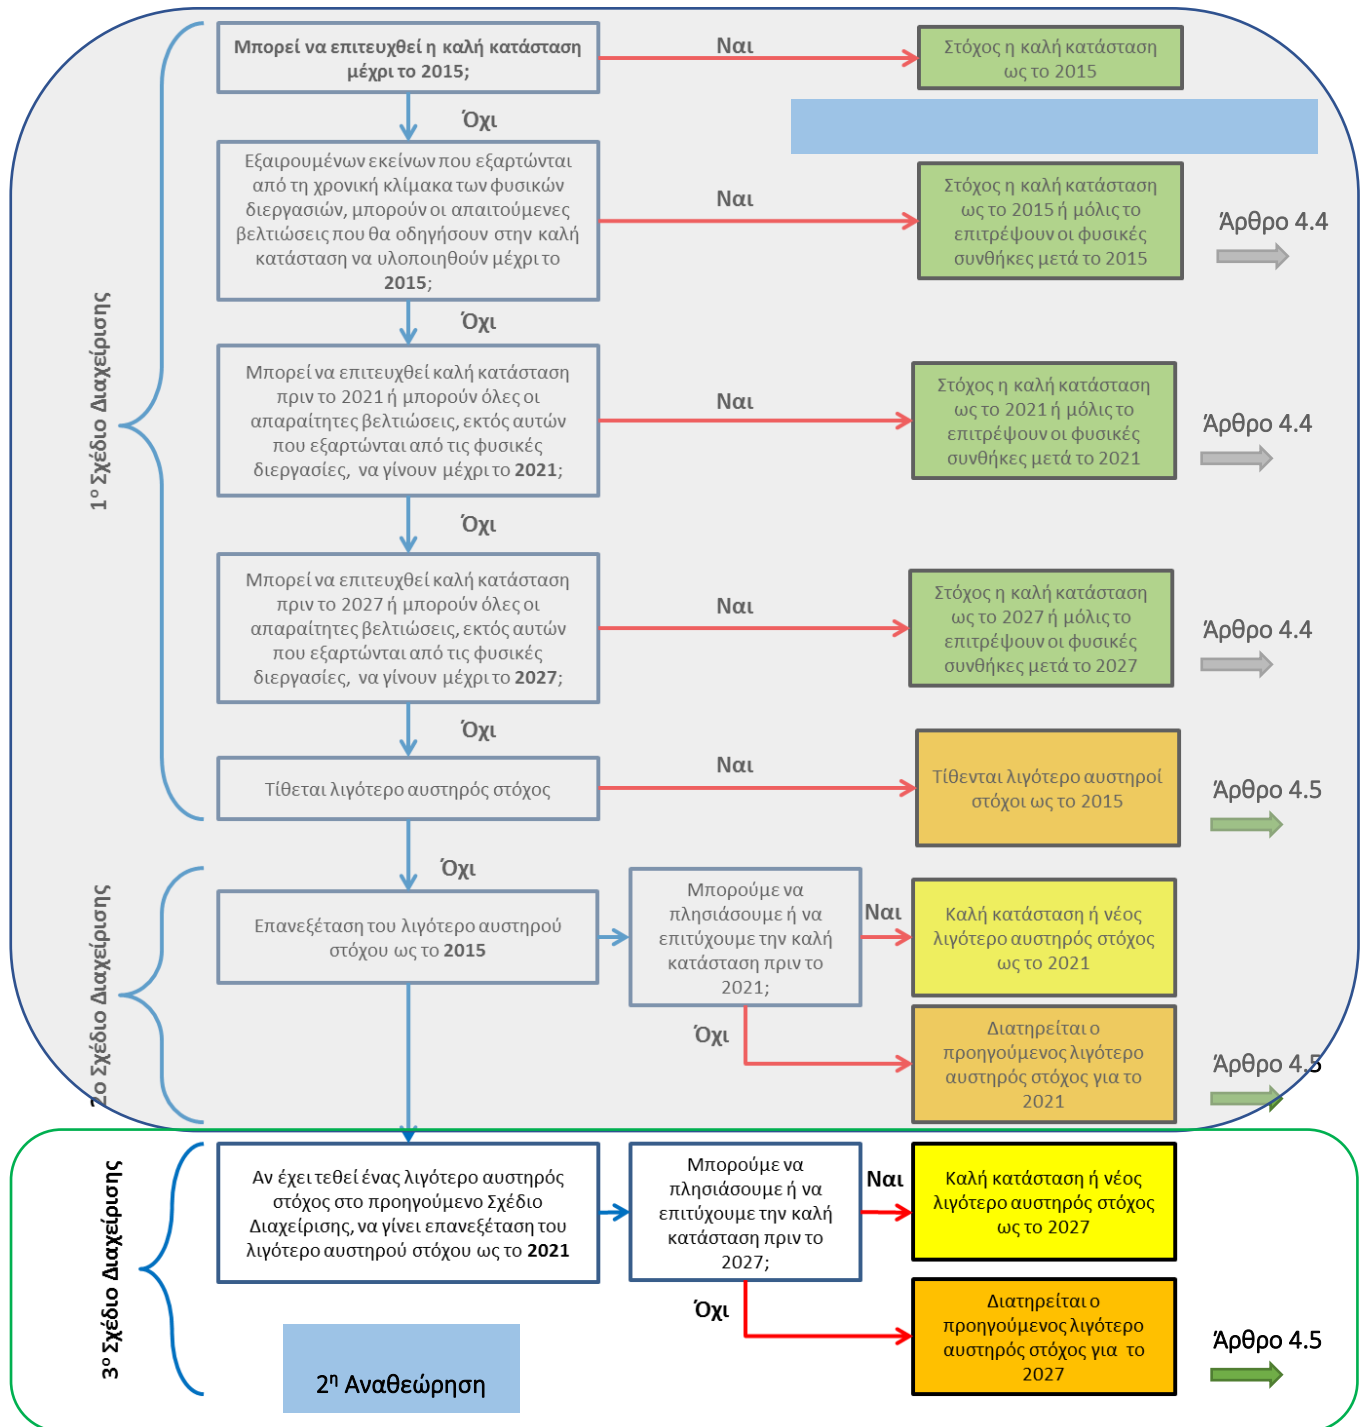 Μπορεί να επιτευχθεί η καλή κατάσταση
μέχρι το 2015;
Ναι
Στόχος η καλή κατάσταση
ως το 2015
Όχι
Εξαιρουμένων εκείνων που εξαρτώνται
από τη χρονική κλίμακα των φυσικών
διεργασιών, μπορούν οι απαιτούμενες
βελτιώσεις που θα οδηγήσουν στην καλή
κατάσταση να υλοποιηθούν μέχρι το
2015;
Ναι
Στόχος η καλή κατάσταση
ως το 2015 ή μόλις το
επιτρέψουν οι φυσικές
συνθήκες μετά το 2015
Άρθρο 4.4
Όχι
1ο Σχέδιο Διαχείρισης
Μπορεί να επιτευχθεί καλή κατάσταση
πριν το 2021 ή μπορούν όλες οι
απαραίτητες βελτιώσεις, εκτός αυτών
που εξαρτώνται από τις φυσικές
διεργασίες, να γίνουν μέχρι το 2021;
Ναι
Στόχος η καλή κατάσταση
ως το 2021 ή μόλις το
επιτρέψουν οι φυσικές
συνθήκες μετά το 2021
Άρθρο 4.4
Όχι
Μπορεί να επιτευχθεί καλή κατάσταση
πριν το 2027 ή μπορούν όλες οι
απαραίτητες βελτιώσεις, εκτός αυτών
που εξαρτώνται από τις φυσικές
διεργασίες, να γίνουν μέχρι το 2027;
Ναι
Στόχος η καλή κατάσταση
ως το 2027 ή μόλις το
επιτρέψουν οι φυσικές
συνθήκες μετά το 2027
Άρθρο 4.4
Όχι
Τίθεται λιγότερο αυστηρός στόχος
Ναι
Τίθενται λιγότερο αυστηροί
στόχοι ως το 2015
Άρθρο 4.5
Όχι
2ο Σχέδιο Διαχείρισης
Επανεξέταση του λιγότερο αυστηρού
στόχου ως το 2015
Μπορούμε να
πλησιάσουμε ή να
επιτύχουμε την καλή
κατάσταση πριν το
2021;
Ναι
Καλή κατάσταση ή νέος
λιγότερο αυστηρός στόχος
ως το 2021
Όχι
Διατηρείται ο
προηγούμενος λιγότερο
αυστηρός στόχος για το
2021
Άρθρο 4.5
3ο Σχέδιο Διαχείρισης
Αν έχει τεθεί ένας λιγότερο αυστηρός
στόχος στο προηγούμενο Σχέδιο
Διαχείρισης, να γίνει επανεξέταση του
λιγότερο αυστηρού στόχου ως το 2021
Μπορούμε να
πλησιάσουμε ή να
επιτύχουμε την καλή
κατάσταση πριν το
2027;
Ναι
Καλή κατάσταση ή νέος
λιγότερο αυστηρός στόχος
ως το 2027
Όχι
Διατηρείται ο
προηγούμενος λιγότερο
αυστηρός στόχος για το
2027
Άρθρο 4.5
2η Αναθεώρηση